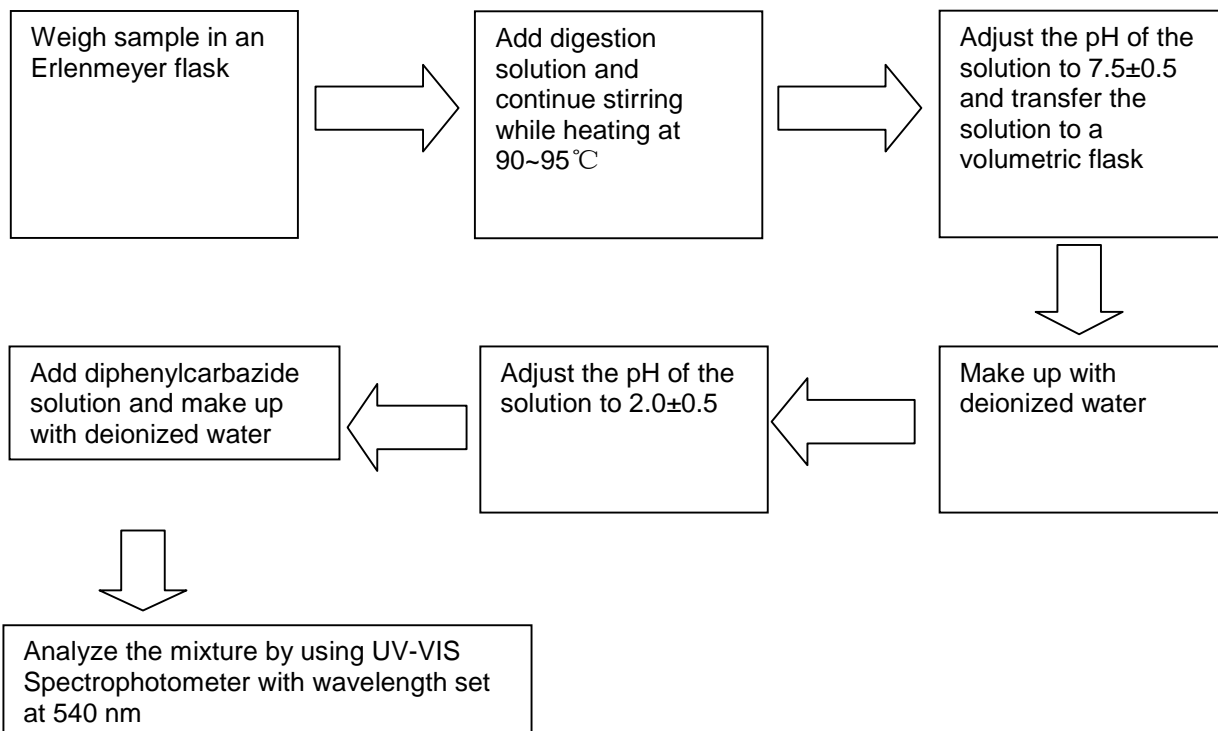 Weigh sample in an
Erlenmeyer flask
Add digestion
solution and
continue stirring
while heating at
90~95℃
Adjust the pH of the
solution to 7.5±0.5
and transfer the
solution to a
volumetric flask
Make up with
deionized water
Adjust the pH of the
solution to 2.0±0.5
Add diphenylcarbazide
solution and make up
with deionized water
Analyze the mixture by using UV-VIS
Spectrophotometer with wavelength set
at 540 nm